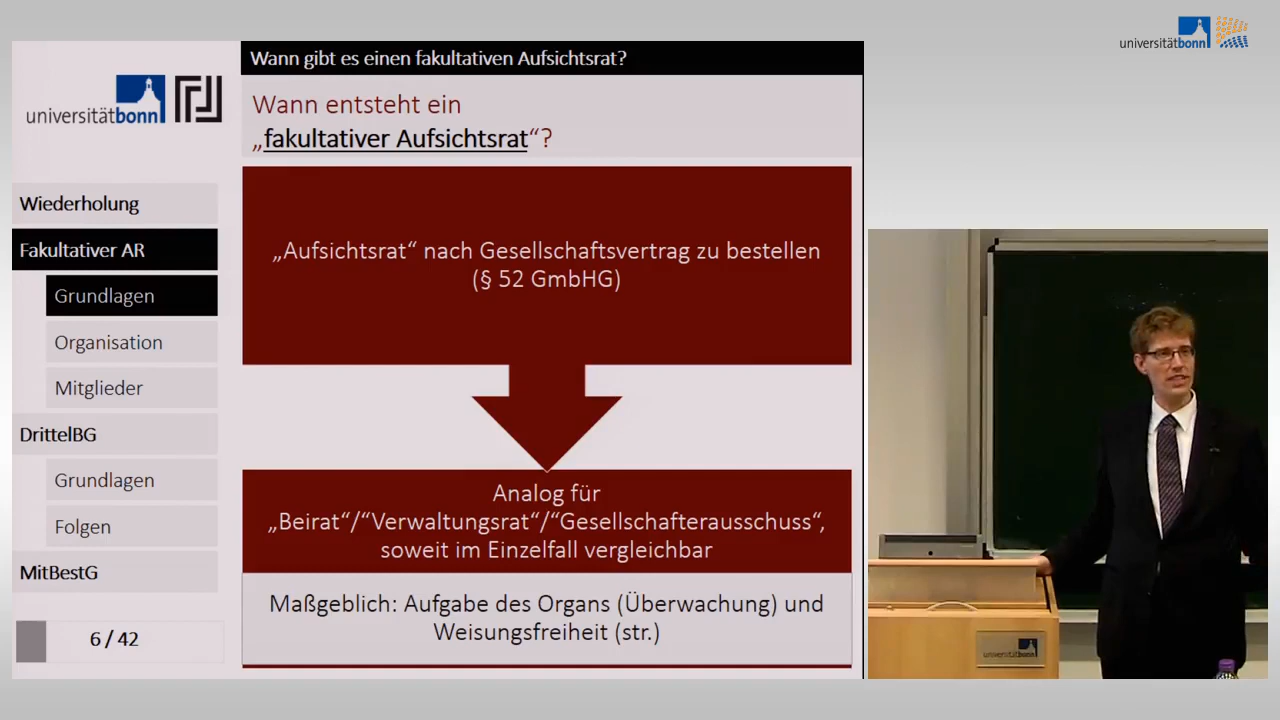 universitätbonn
Wann gibt es einen fakultativen Aufsichtsrat?
universitätbonn
Wann entsteht ein
„fakultativer Aufsichtsrat“?
Wiederholung
Fakultativer AR
Grundlagen
Organisation
Mitglieder
DrittelBG
Grundlagen
Folgen
MitBestG
6 / 42
„Aufsichtsrat“ nach Gesellschaftsvertrag zu bestellen
(§ 52 GmbHG)
Analog für
„Beirat“/“Verwaltungsrat“/“Gesellschafterausschuss“,
soweit im Einzelfall vergleichbar
Maßgeblich: Aufgabe des Organs (Überwachung) und
Weisungsfreiheit (str.)
universitätbonn